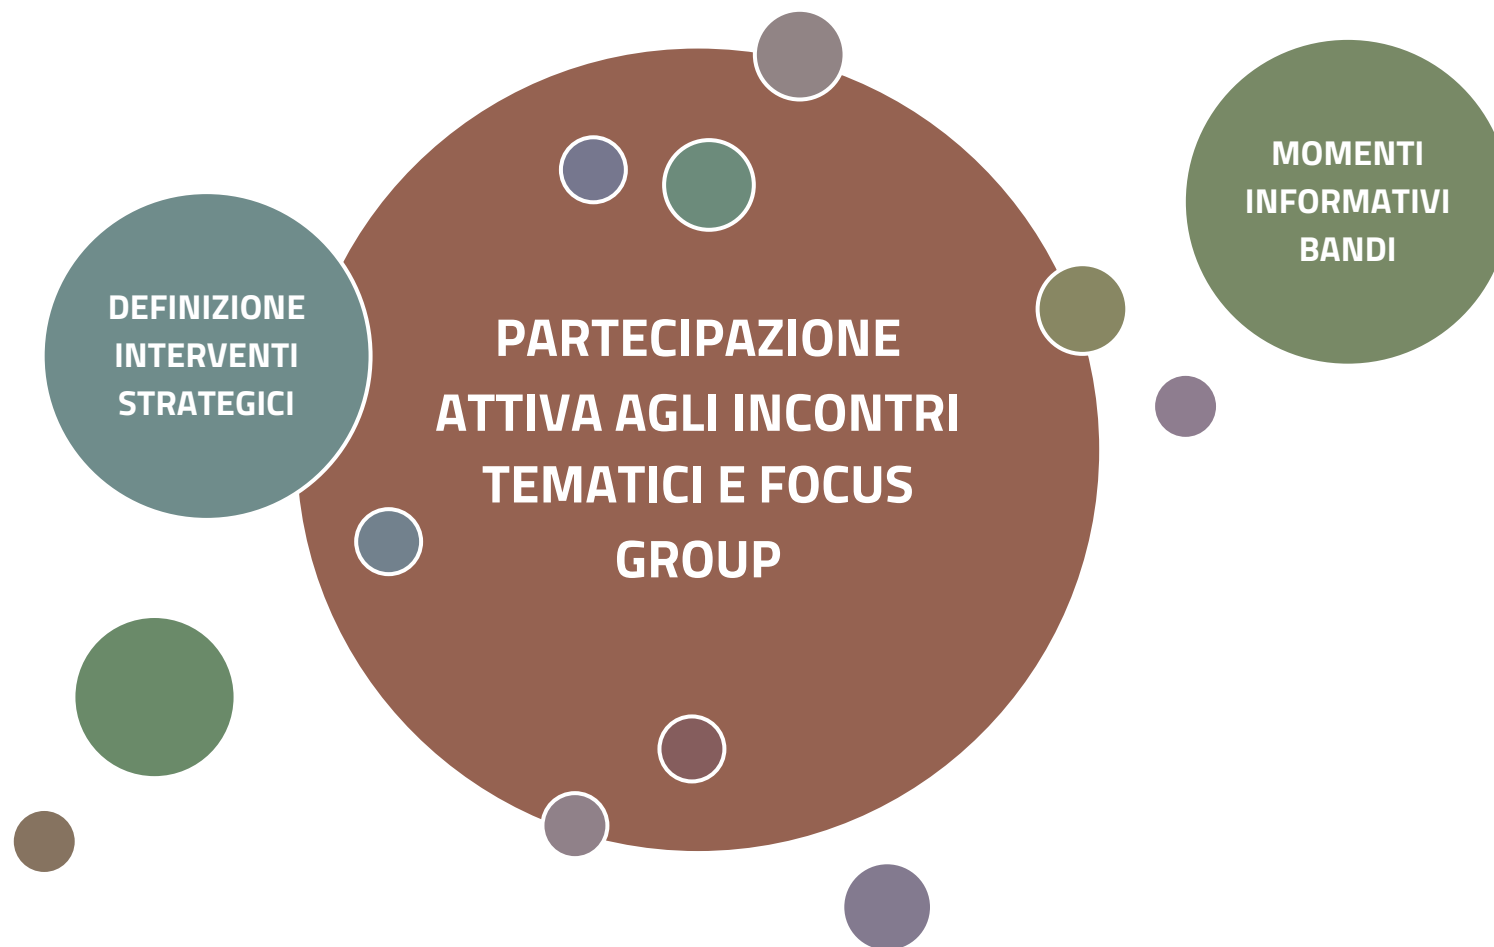 DEFINIZIONE
INTERVENTI
STRATEGICI
PARTECIPAZIONE
ATTIVA AGLI INCONTRI
TEMATICI E FOCUS
GROUP
MOMENTI
INFORMATIVI
BANDI